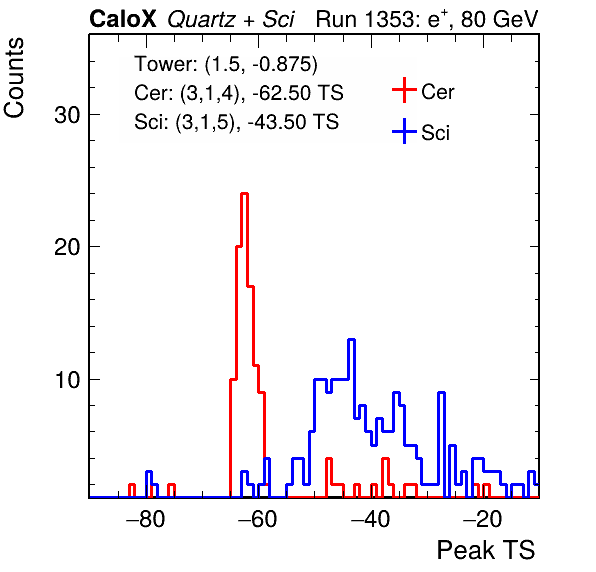 CaloX Quartz + Sci Run 1353: e⁺, 80 GeV
Counts
Tower: (1.5, -0.875)
Cer: (3,1,4), -62.50 TS
Sci: (3,1,5), -43.50 TS
Cer
Sci
30
20
10
−80 −60 −40 −20
Peak TS